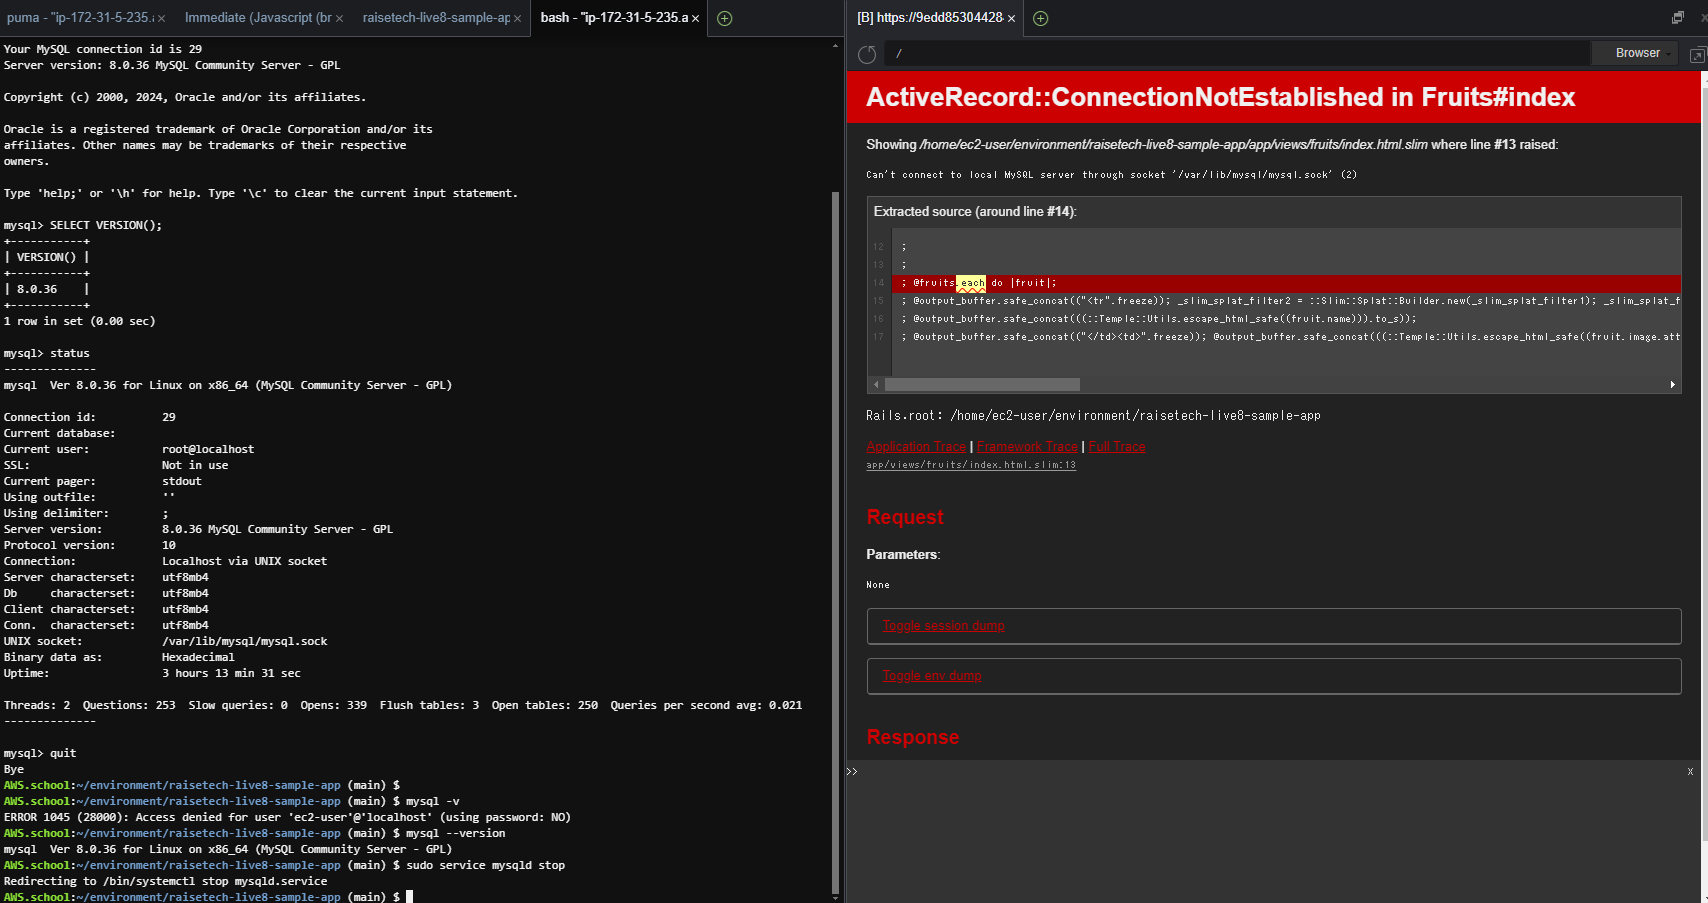 puma - "ip-172-31-5-235.a ×
Immediate (Javascript (br ×
raisetech-live8-sample-ap ×
bash - "ip-172-31-5-235.a ×
Your MySQL connection id is 29
Server version: 8.0.36 MySQL Community Server - GPL
Copyright (c) 2000, 2024, Oracle and/or its affiliates.
Oracle is a registered trademark of Oracle Corporation and/or its
affiliates. Other names may be trademarks of their respective
owners.
Type 'help;' or '\h' for help. Type '\c' to clear the current input statement.
mysql> SELECT VERSION();
+-----------+
| VERSION() |
+-----------+
| 8.0.36    |
+-----------+
1 row in set (0.00 sec)
mysql> status
--------------
mysql  Ver 8.0.36 for Linux on x86_64 (MySQL Community Server - GPL)
Connection id:          29
Current database:
Current user:           root@localhost
SSL:                    Not in use
Current pager:          stdout
Using outfile:          ''
Using delimiter:        ;
Server version:         8.0.36 MySQL Community Server - GPL
Protocol version:       10
Connection:             Localhost via UNIX socket
Server characterset:    utf8mb4
Db     characterset:    utf8mb4
Client characterset:    utf8mb4
Conn.  characterset:    utf8mb4
UNIX socket:            /var/lib/mysql/mysql.sock
Binary data as:         Hexadecimal
Uptime:                 3 hours 13 min 31 sec
Threads: 2  Questions: 253  Slow queries: 0  Opens: 339  Flush tables: 3  Open tables: 250  Queries per second avg: 0.021
--------------
mysql> quit
Bye
AWS.school:~/environment/raisetech-live8-sample-app (main) $
AWS.school:~/environment/raisetech-live8-sample-app (main) $ mysql -v
ERROR 1045 (28000): Access denied for user 'ec2-user'@'localhost' (using password: NO)
AWS.school:~/environment/raisetech-live8-sample-app (main) $ mysql --version
mysql  Ver 8.0.36 for Linux on x86_64 (MySQL Community Server - GPL)
AWS.school:~/environment/raisetech-live8-sample-app (main) $ sudo service mysqld stop
Redirecting to /bin/systemctl stop mysqld.service
AWS.school:~/environment/raisetech-live8-sample-app (main) $
[B] https://9edd85304428 ×
/
Browser
ActiveRecord::ConnectionNotEstablished in Fruits#index
Showing /home/ec2-user/environment/raisetech-live8-sample-app/app/views/fruits/index.html.slim where line #13 raised:
Can't connect to local MySQL server through socket '/var/lib/mysql/mysql.sock' (2)
Extracted source (around line #14):
12 ;
13 ;
14 ; @fruits.each do |fruit|;
15 ; @output_buffer.safe_concat(("<tr".freeze)); _slim_splat_filter2 = ::Slim::Splat::Builder.new(_slim_splat_filter1); _slim_splat_f
16 ; @output_buffer.safe_concat(((::Temple::Utils.escape_html_safe((fruit.name))).to_s));
17 ; @output_buffer.safe_concat(("</td><td>".freeze)); @output_buffer.safe_concat(((::Temple::Utils.escape_html_safe((fruit.image.att
Rails.root: /home/ec2-user/environment/raisetech-live8-sample-app
Application Trace | Framework Trace | Full Trace
app/views/fruits/index.html.slim:13
Request
Parameters:
None
Toggle session dump
Toggle env dump
Response
>>
x